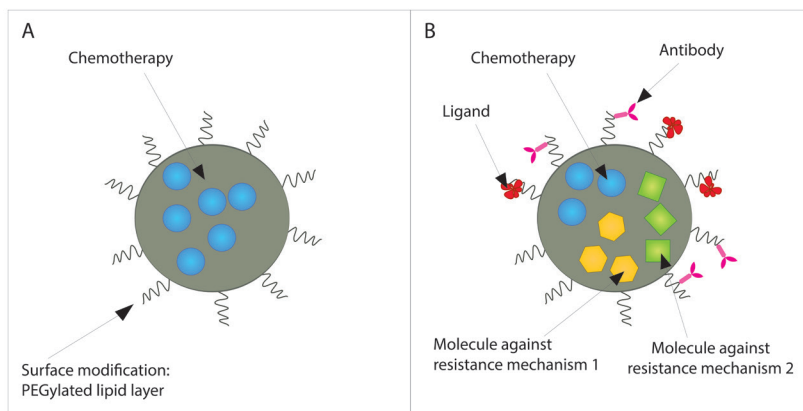 A
Chemotherapy
Surface modification:
PEGylated lipid layer
B
Chemotherapy
Antibody
Ligand
Molecule against
resistance mechanism 1
Molecule against
resistance mechanism 2